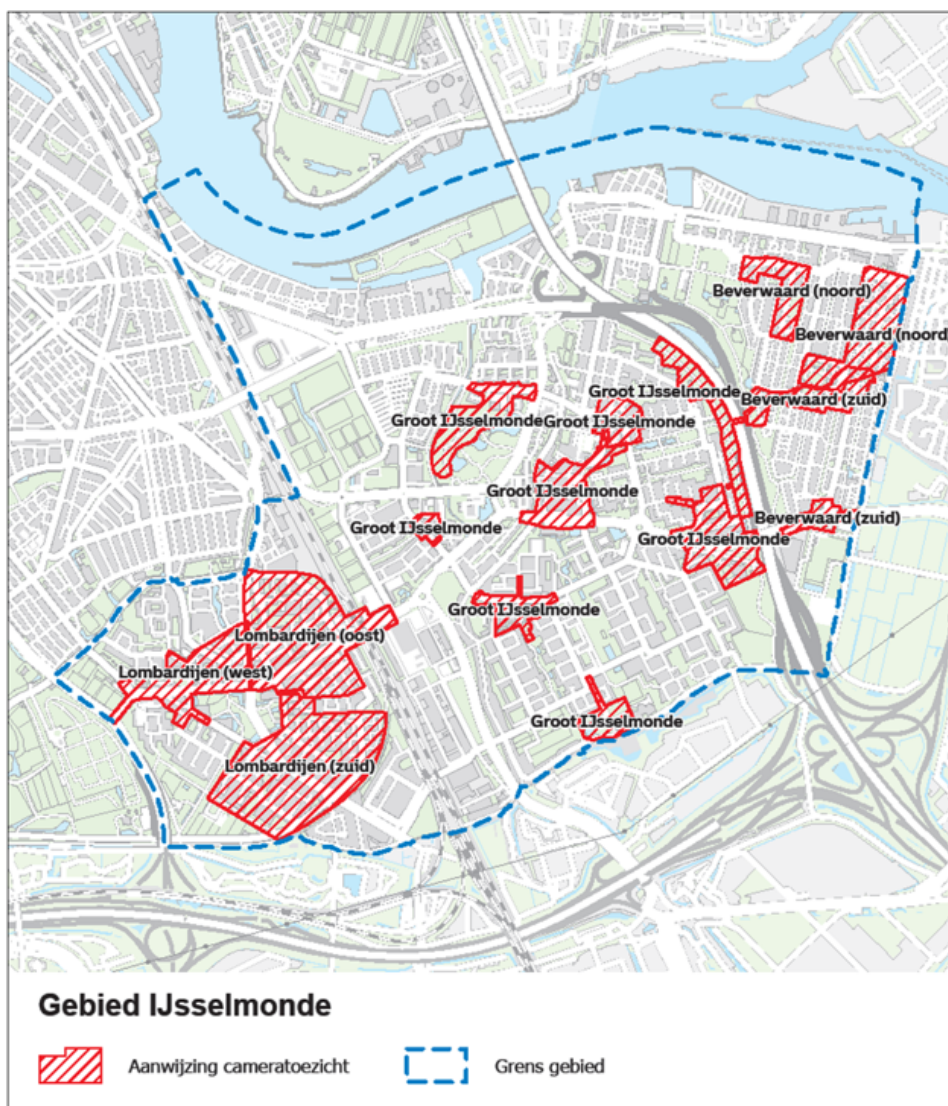 Beverwaard (noord)
Beverwaard (noord
Groot IJsselmonde
Beverwaard (zuid)
Groot IJsselmonde
Groot IJsselmonde
Groot IJsselmonde
Beverwaard (zuid)
Groot IJsselmonde
Groot IJsselmonde
Groot IJsselmonde
Lombardijen (oost)
Lombardijen (west)
Groot IJsselmonde
Lombardijen (zuid)
Gebied IJsselmonde
Aanwijzing cameratoezicht
Grens gebied